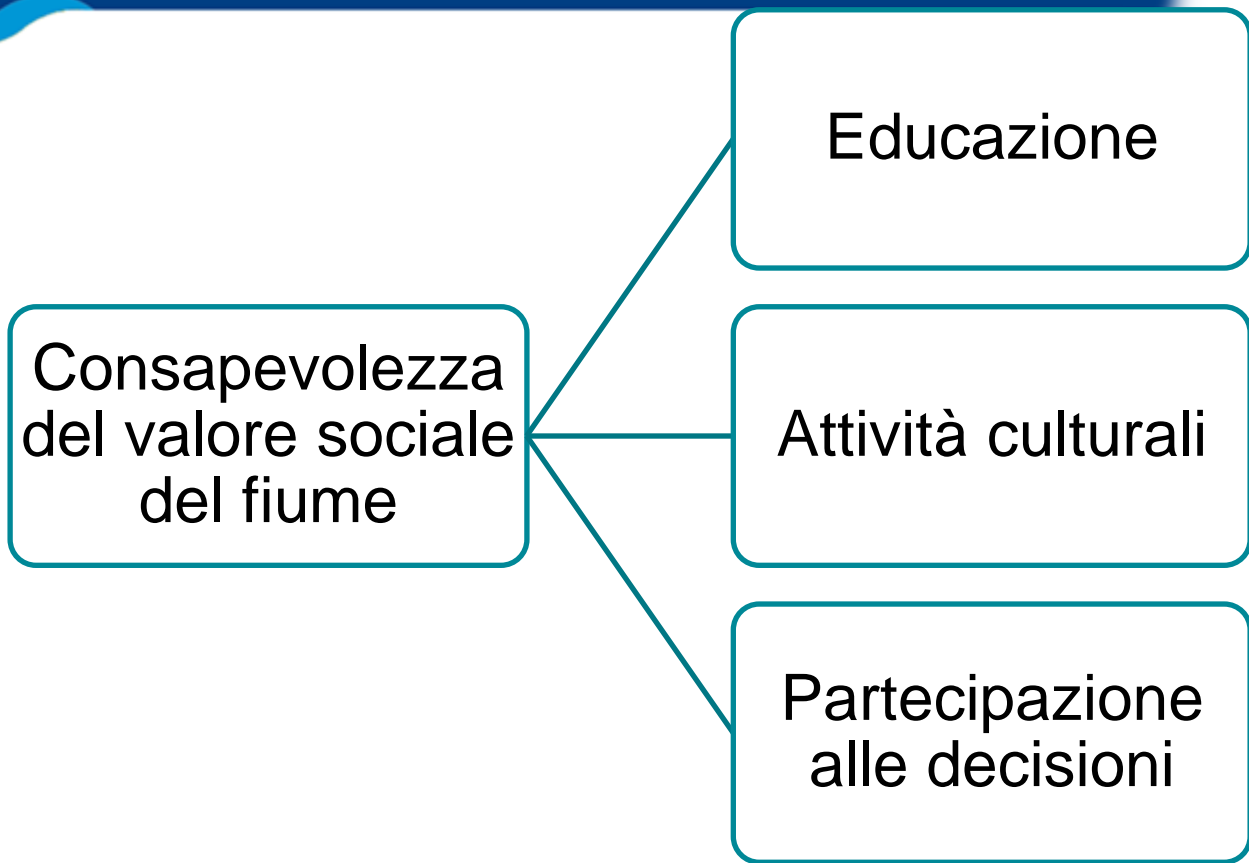 Consapevolezza
del valore sociale
del fiume
Educazione
Attività culturali
Partecipazione
alle decisioni